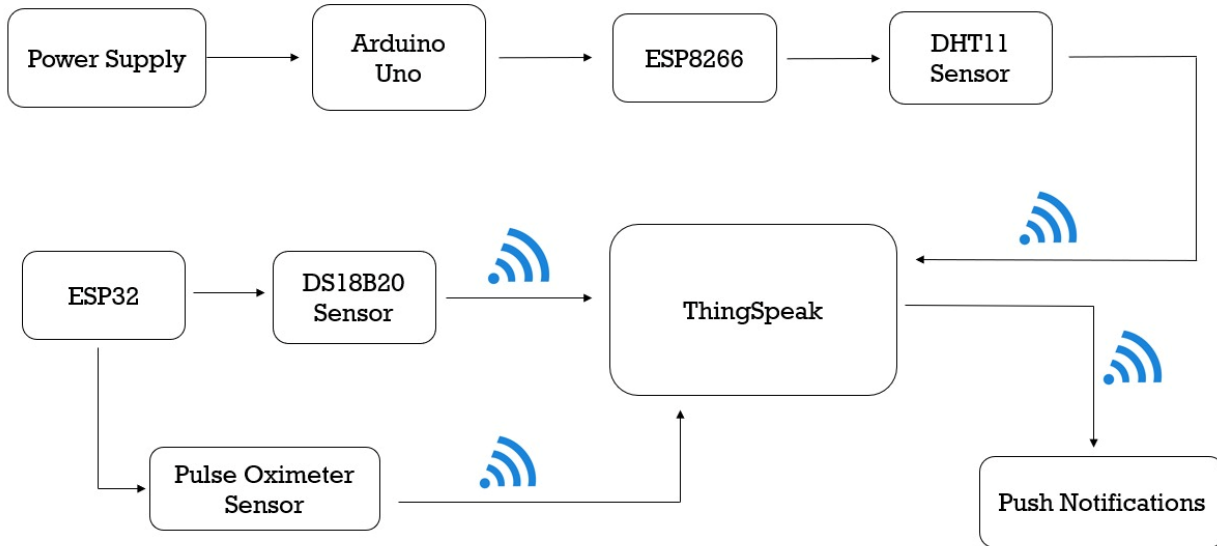 Power Supply
Arduino
Uno
ESP8266
DHT11
Sensor
ESP32
DS18B20
Sensor
ThingSpeak
Pulse Oximeter
Sensor
Push Notifications